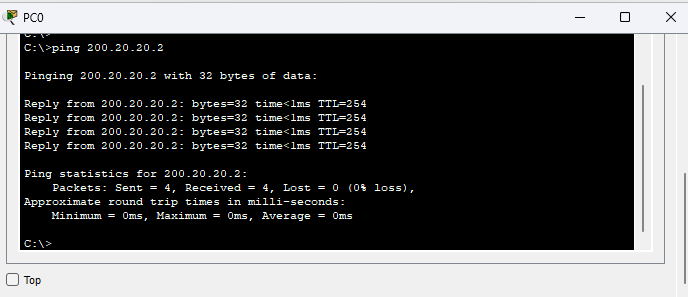 PC0
C:\>
C:\>ping 200.20.20.2
Pinging 200.20.20.2 with 32 bytes of data:
Reply from 200.20.20.2: bytes=32 time<1ms TTL=254
Reply from 200.20.20.2: bytes=32 time<1ms TTL=254
Reply from 200.20.20.2: bytes=32 time<1ms TTL=254
Reply from 200.20.20.2: bytes=32 time<1ms TTL=254
Ping statistics for 200.20.20.2:
Packets: Sent = 4, Received = 4, Lost = 0 (0% loss),
Approximate round trip times in milli-seconds:
Minimum = 0ms, Maximum = 0ms, Average = 0ms
C:\>
Top